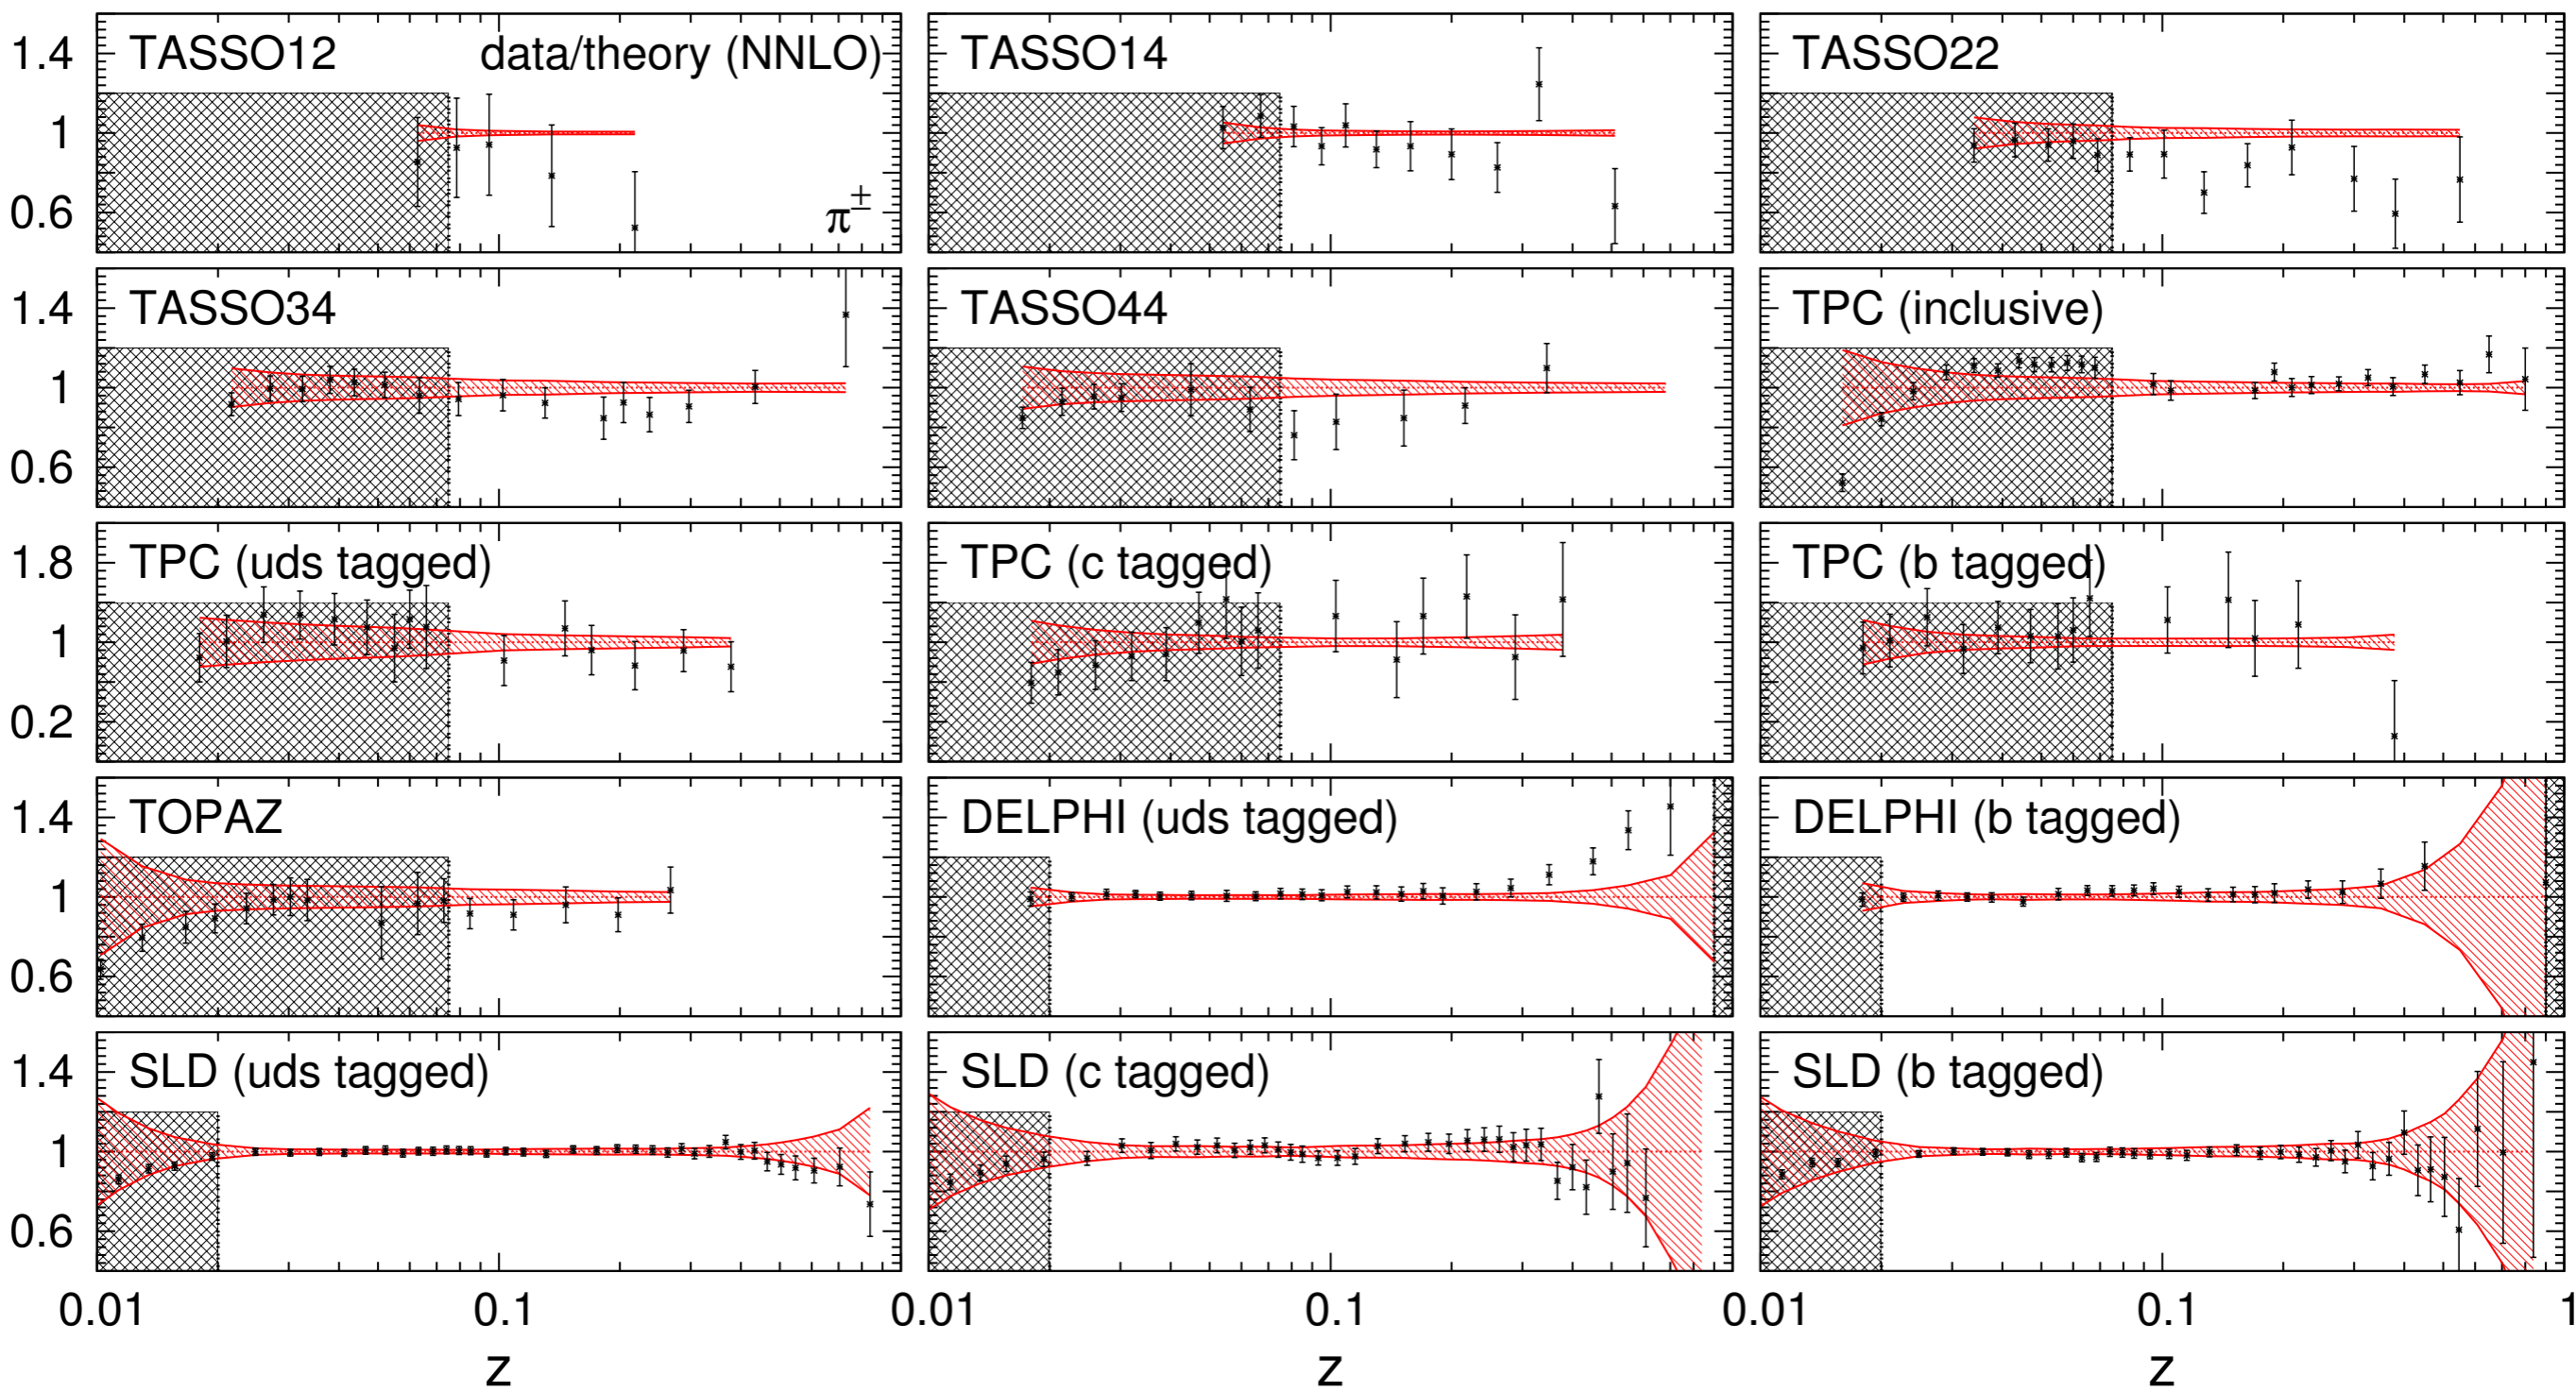 TASSO12 data/theory (NNLO) TASSO14 TASSO22
1.4
1
0.6
π±
TASSO34 TASSO44 TPC (inclusive)
1.4
1
0.6
TPC (uds tagged) TPC (c tagged) TPC (b tagged)
1.8
1
0.2
TOPAZ DELPHI (uds tagged) DELPHI (b tagged)
1.4
1
0.6
SLD (uds tagged) SLD (c tagged) SLD (b tagged)
1.4
1
0.6
0.01 0.1 0.01 0.1 0.01 0.1 1
z z z